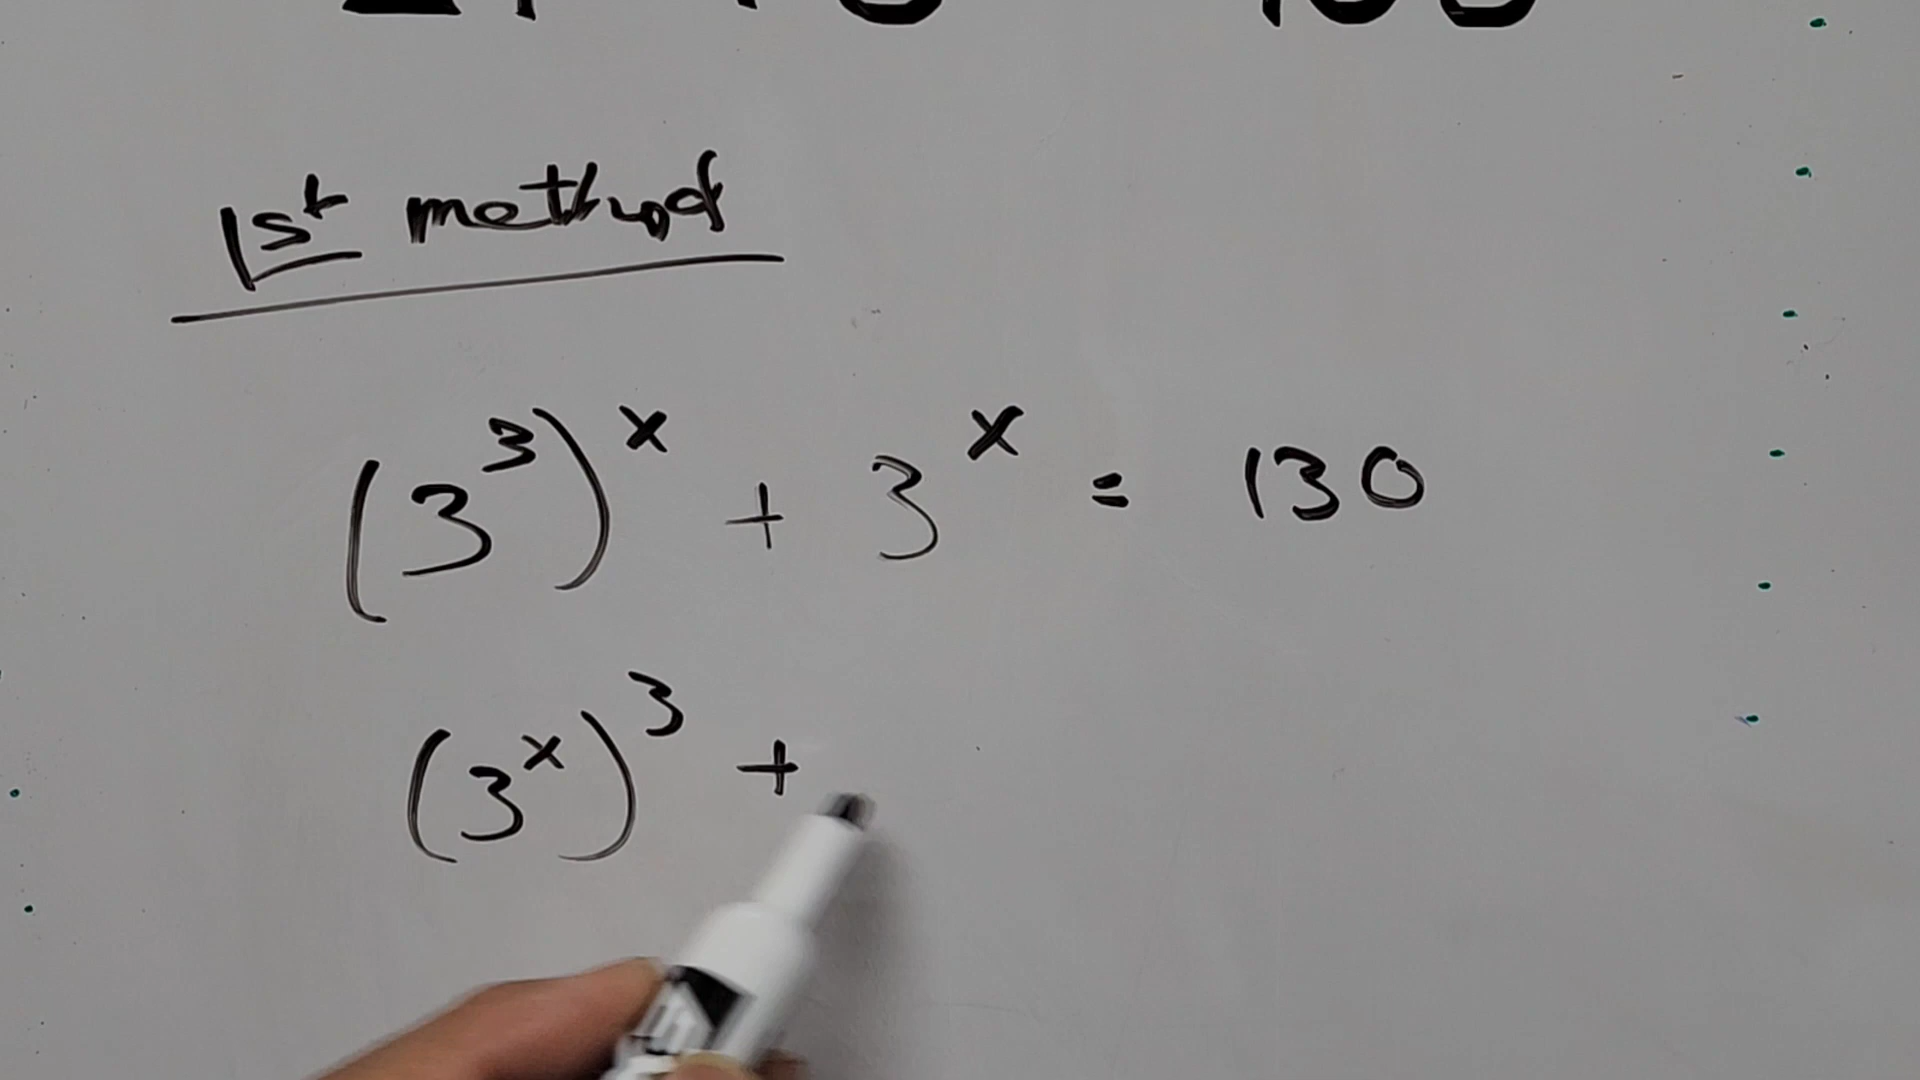 1st method
(3³)ˣ + 3ˣ = 130
(3ˣ)³ +